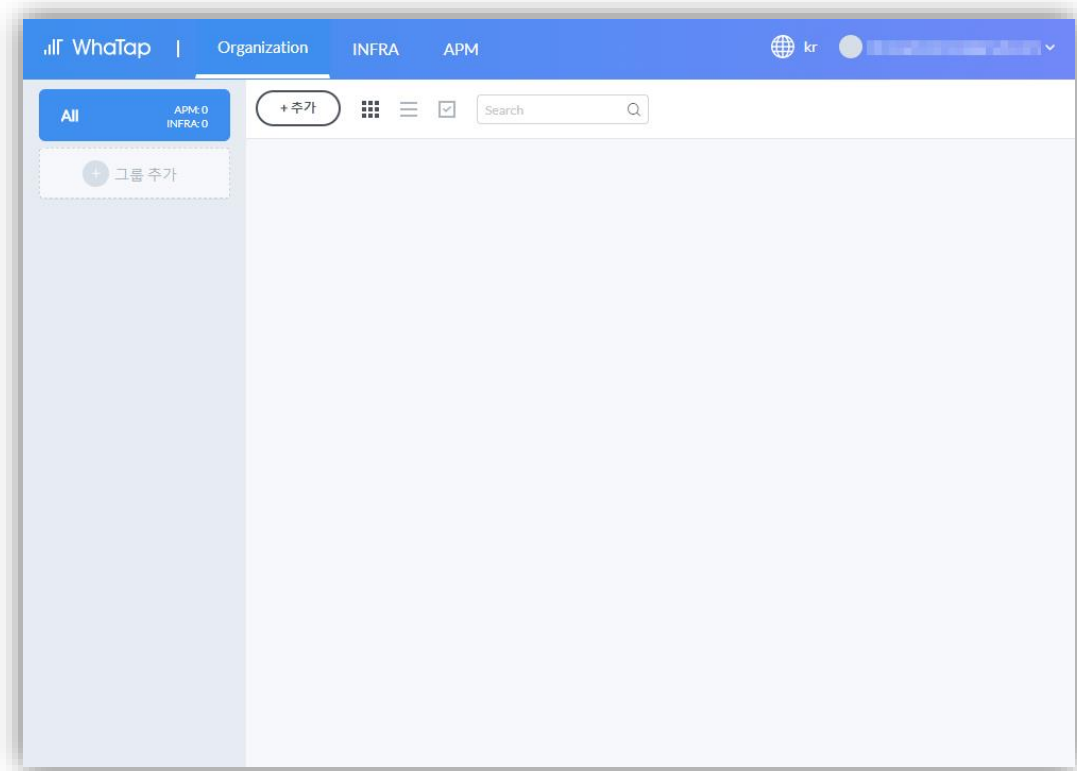 WhaTap | Organization INFRA APM kr
All APM: 0
INFRA: 0
+ 추가 Search
그룹 추가